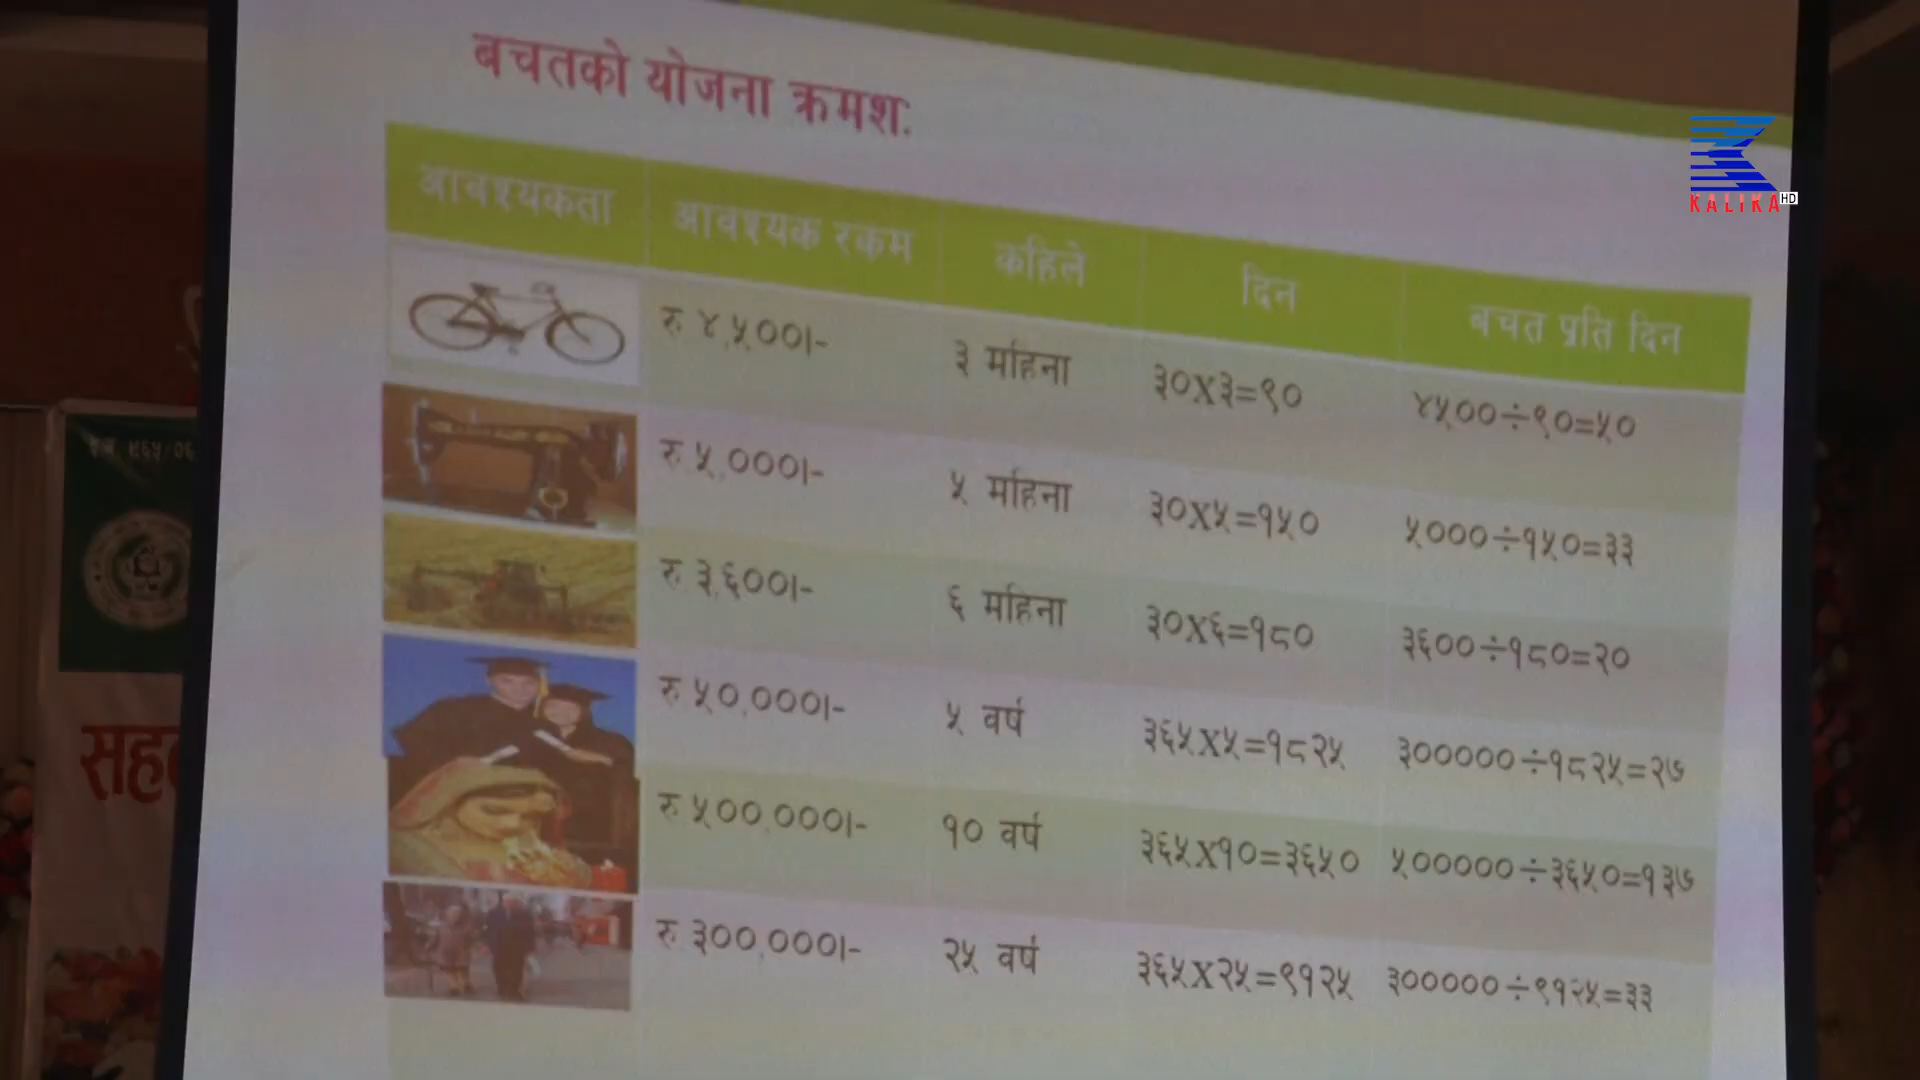 बचतको योजना क्रमशः
आवश्यकता आवश्यक रकम कहिले दिन बचत प्रति दिन
रु ४,५००।- ३ महिना ३०X३=९० ४५००÷९०=५०
रु ५,०००।- ५ महिना ३०X५=१५० ५०००÷१५०=३३
रु ३,६००।- ६ महिना ३०X६=१८० ३६००÷१८०=२०
रु ५०,०००।- ५ वर्ष ३६५X५=१८२५ ३०००००÷१८२५=२७
रु ५००,०००।- १० वर्ष ३६५X१०=३६५० ५०००००÷३६५०=१३७
रु ३००,०००।- २५ वर्ष ३६५X२५=९१२५ ३०००००÷९१२५=३३
KALIKA HD